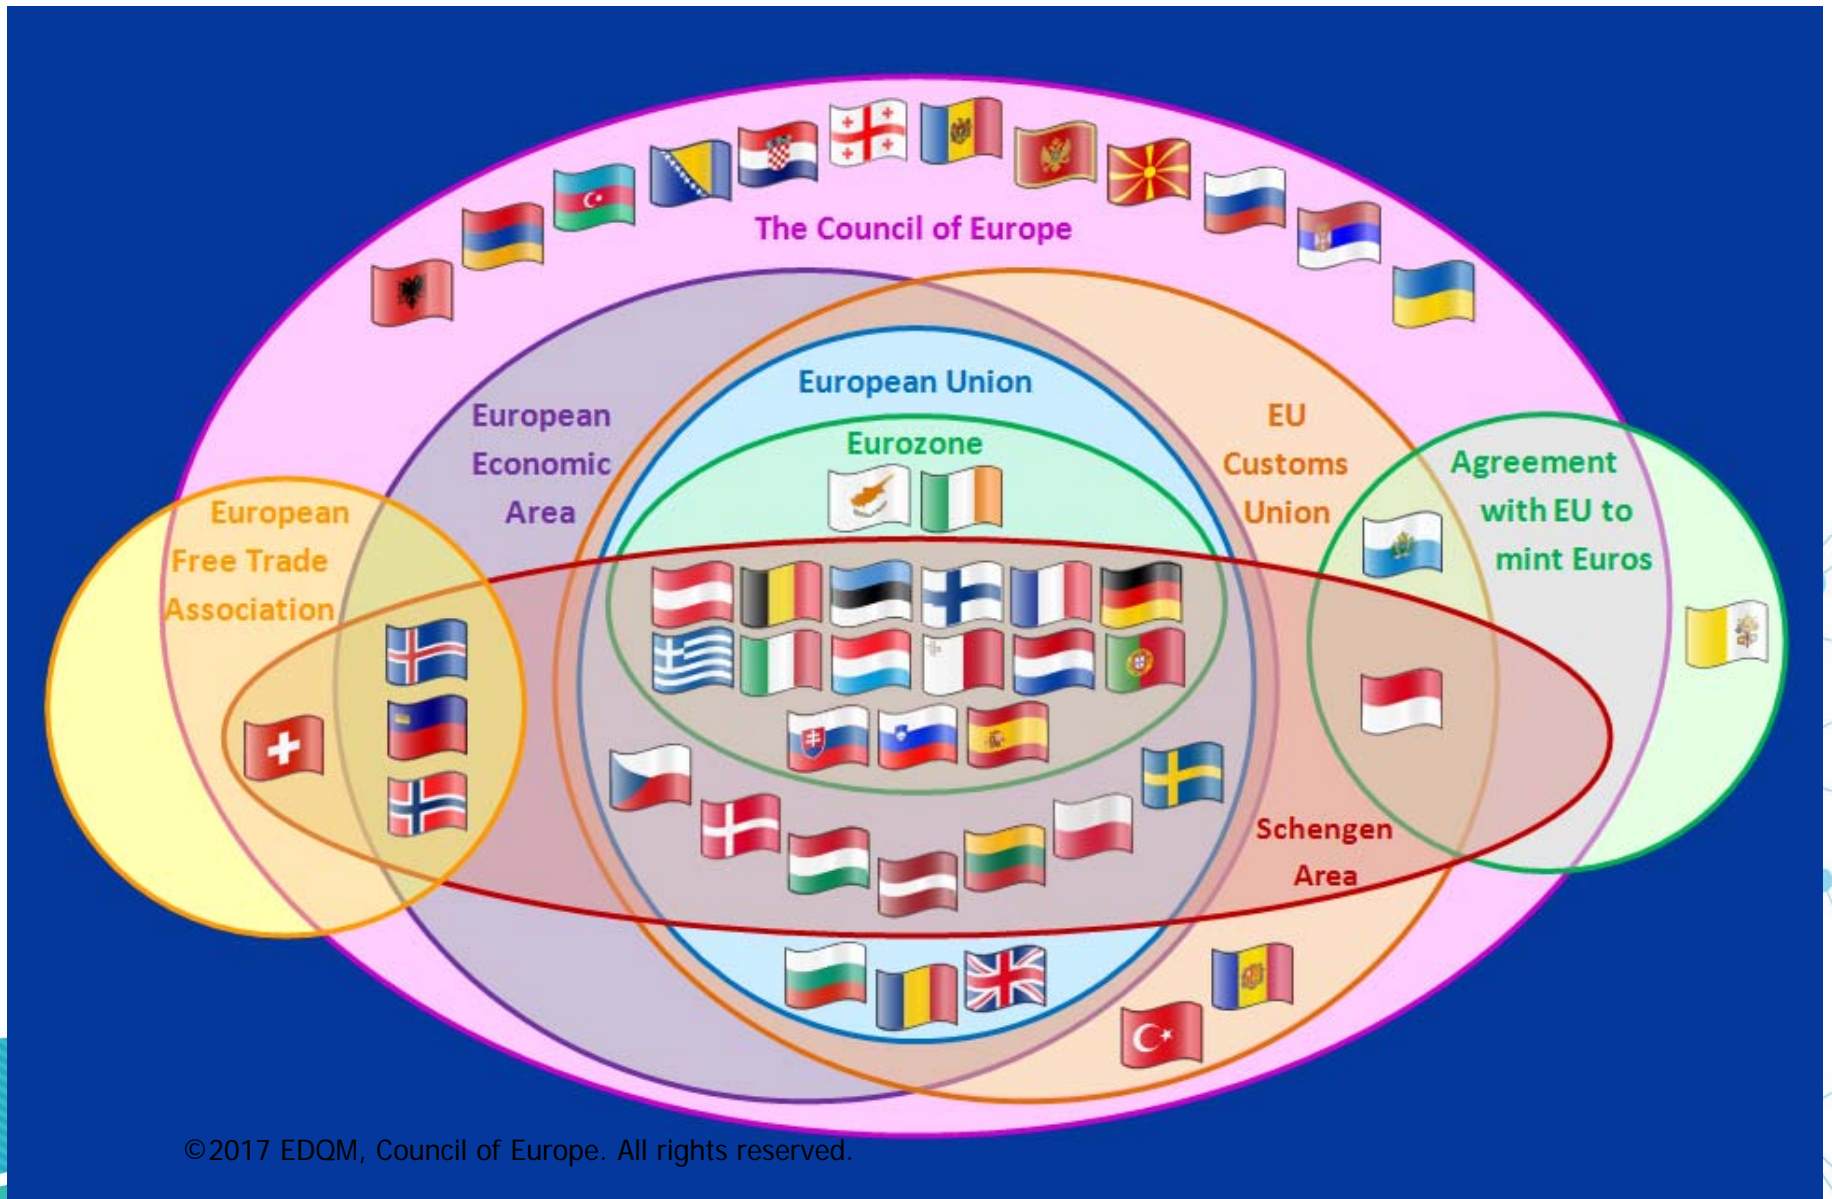 The Council of Europe
European Union
European
Economic
Area
Eurozone
EU
Customs
Union
Agreement
with EU to
mint Euros
European
Free Trade
Association
Schengen
Area
©2017 EDQM, Council of Europe. All rights reserved.